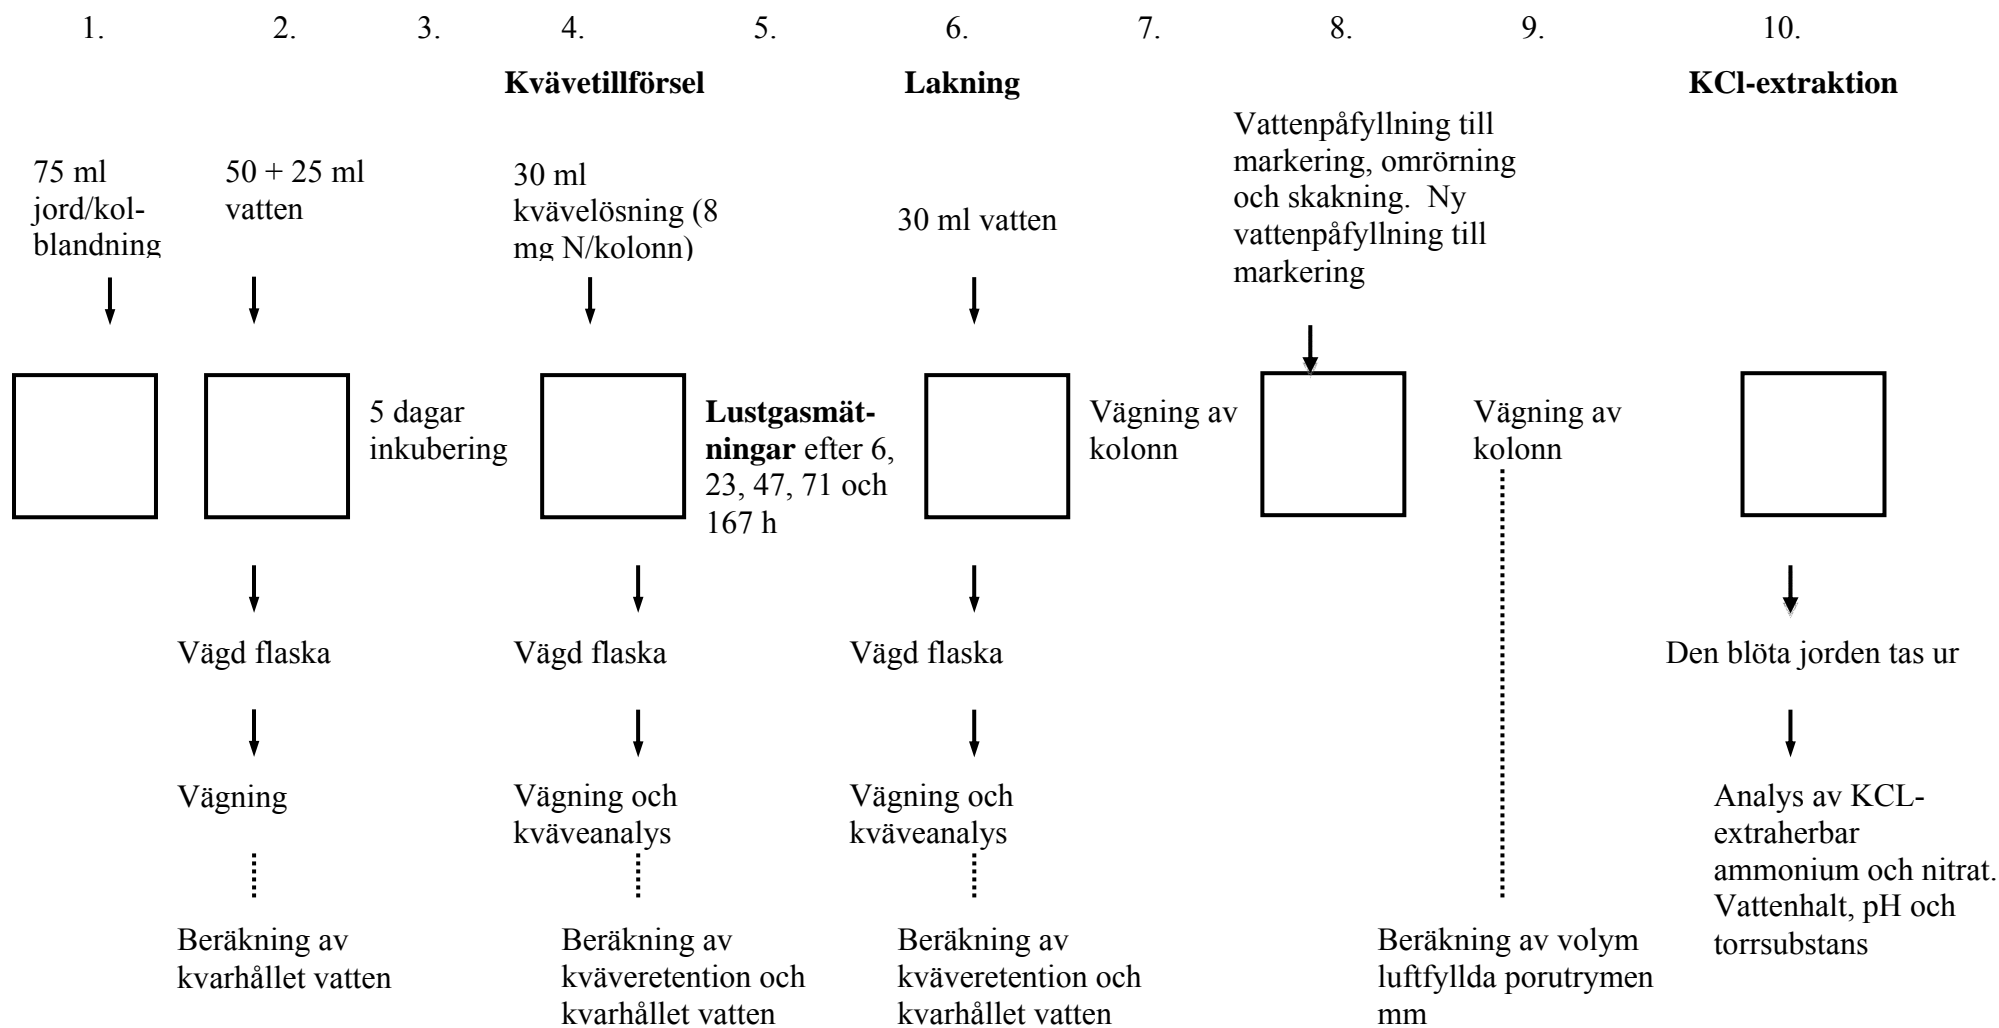 1. 2. 3. 4. 5. 6. 7. 8. 9. 10.
Kvävetillförsel
Lakning
KCl-extraktion
75 ml
jord/kol-
blandning
50 + 25 ml
vatten
30 ml
kvävelösning (8
mg N/kolonn)
30 ml vatten
Vattenpåfyllning till
markering, omrörning
och skakning.  Ny
vattenpåfyllning till
markering
5 dagar
inkubering
Lustgasmät-
ningar efter 6,
23, 47, 71 och
167 h
Vägning av
kolonn
Vägning av
kolonn
Vägd flaska
Vägd flaska
Vägd flaska
Den blöta jorden tas ur
Vägning
Vägning och
kväveanalys
Vägning och
kväveanalys
Analys av KCL-
extraherbar
ammonium och nitrat.
Vattenhalt, pH och
torrsubstans
Beräkning av
kvarhållet vatten
Beräkning av
kväveretention och
kvarhållet vatten
Beräkning av
kväveretention och
kvarhållet vatten
Beräkning av volym
luftfyllda porutrymen
mm